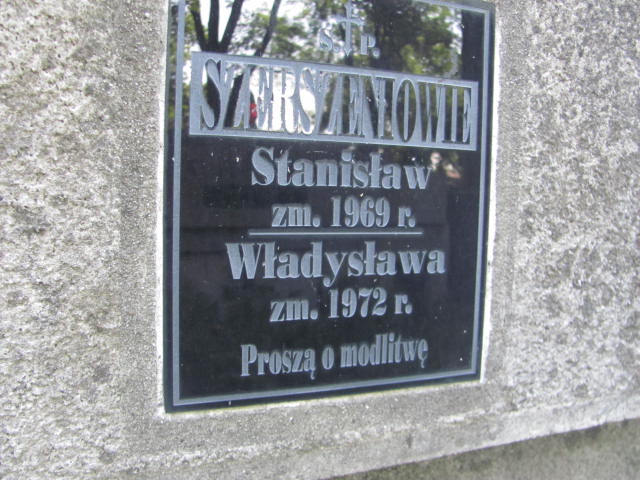 Ś. P.
SZERSZENIOWIE
Stanisław
zm. 1969 r.
Władysława
zm. 1972 r.
Proszą o modlitwę